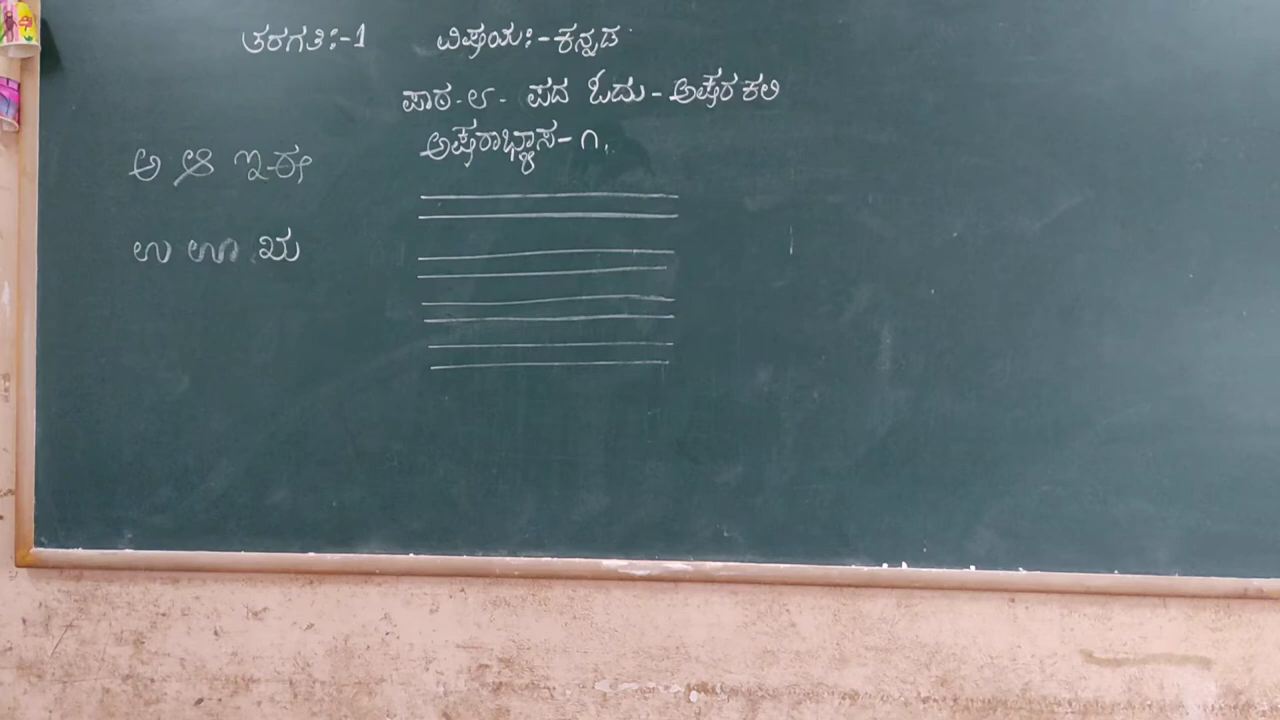 ತರಗತಿ:-1 ವಿಷಯ:-ಕನ್ನಡ
ಪಾಠ-೮- ಪದ ಓದು-ಅಕ್ಷರ ಕಲಿ
ಅಕ್ಷರಾಭ್ಯಾಸ-೧.
ಅ ಆ ಇ ಈ
ಉ ಊ ಋ